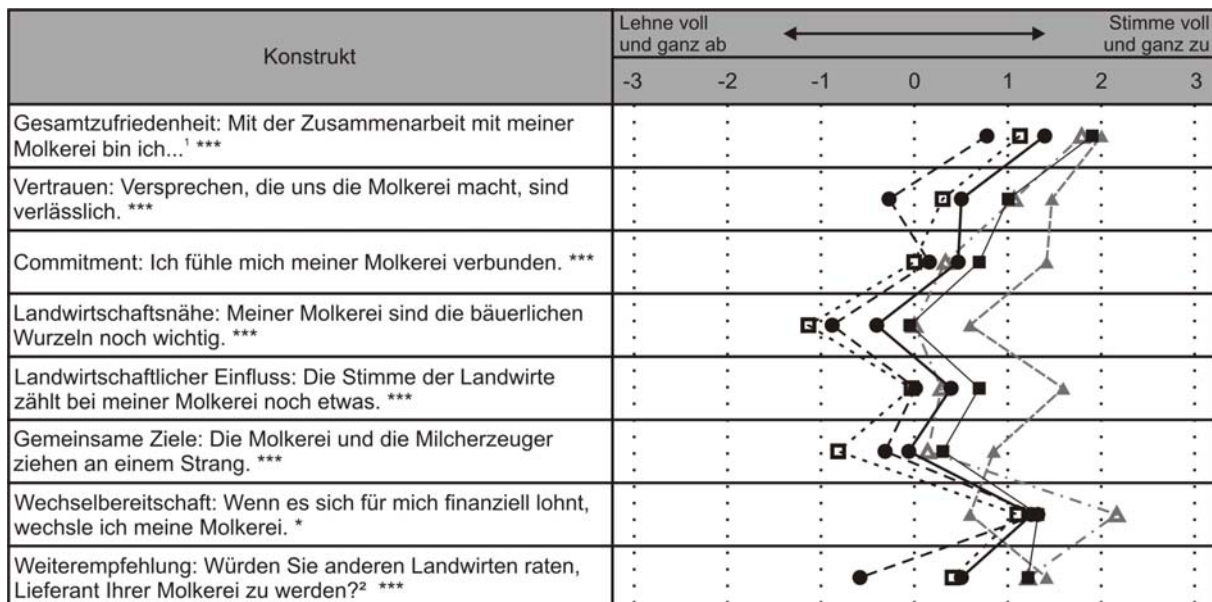 Konstrukt
Lehne voll
und ganz ab
Stimme voll
und ganz zu
-3 -2 -1 0 1 2 3
Gesamtzufriedenheit: Mit der Zusammenarbeit mit meiner
Molkerei bin ich...¹ ***
Vertrauen: Versprechen, die uns die Molkerei macht, sind
verlässlich. ***
Commitment: Ich fühle mich meiner Molkerei verbunden. ***
Landwirtschaftsnähe: Meiner Molkerei sind die bäuerlichen
Wurzeln noch wichtig. ***
Landwirtschaftlicher Einfluss: Die Stimme der Landwirte
zählt bei meiner Molkerei noch etwas. ***
Gemeinsame Ziele: Die Molkerei und die Milcherzeuger
ziehen an einem Strang. ***
Wechselbereitschaft: Wenn es sich für mich finanziell lohnt,
wechsle ich meine Molkerei. *
Weiterempfehlung: Würden Sie anderen Landwirten raten,
Lieferant Ihrer Molkerei zu werden?² ***